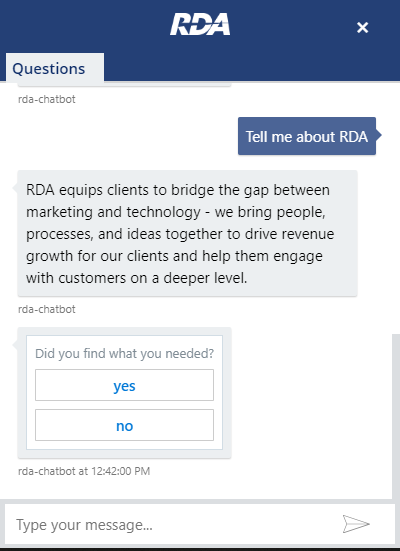 RDA
×
Questions
rda-chatbot
Tell me about RDA
RDA equips clients to bridge the gap between
marketing and technology - we bring people,
processes, and ideas together to drive revenue
growth for our clients and help them engage
with customers on a deeper level.
rda-chatbot
Did you find what you needed?
yes
no
rda-chatbot at 12:42:00 PM
Type your message...